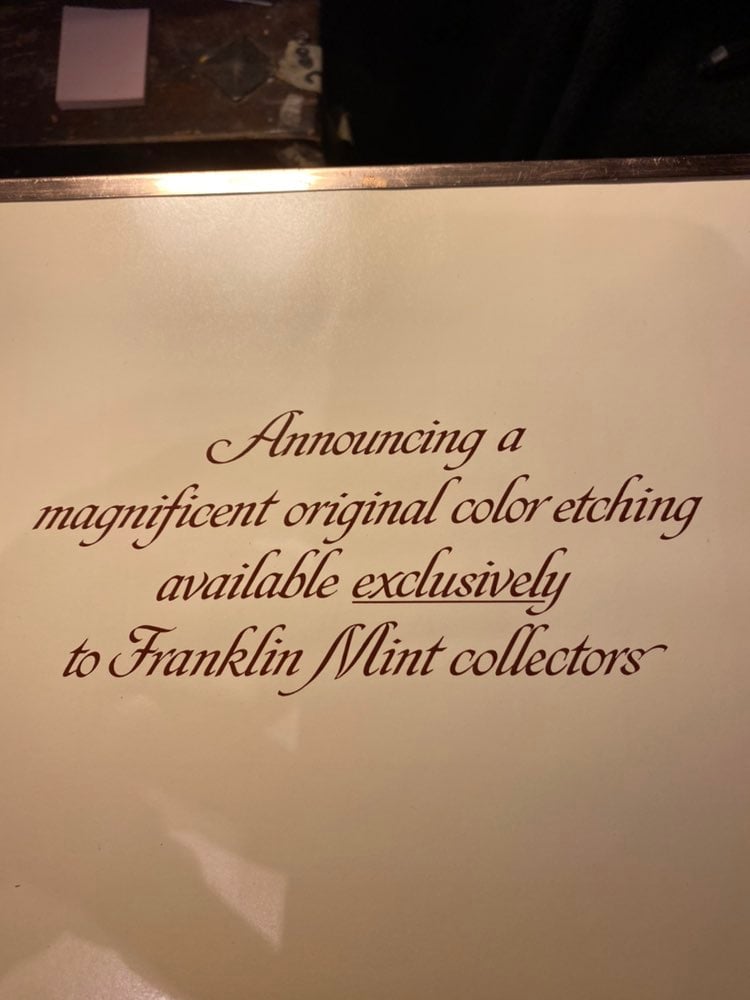 Announcing a
magnificent original color etching
available exclusively
to Franklin Mint collectors